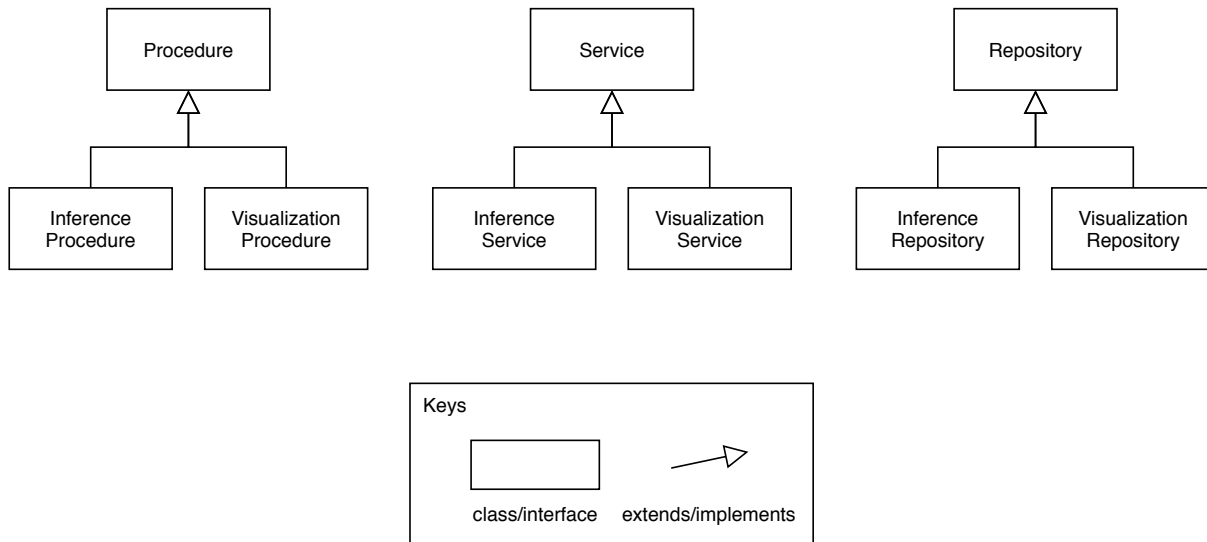 Procedure
Service
Repository
Inference
Procedure
Visualization
Procedure
Inference
Service
Visualization
Service
Inference
Repository
Visualization
Repository
Keys
class/interface
extends/implements